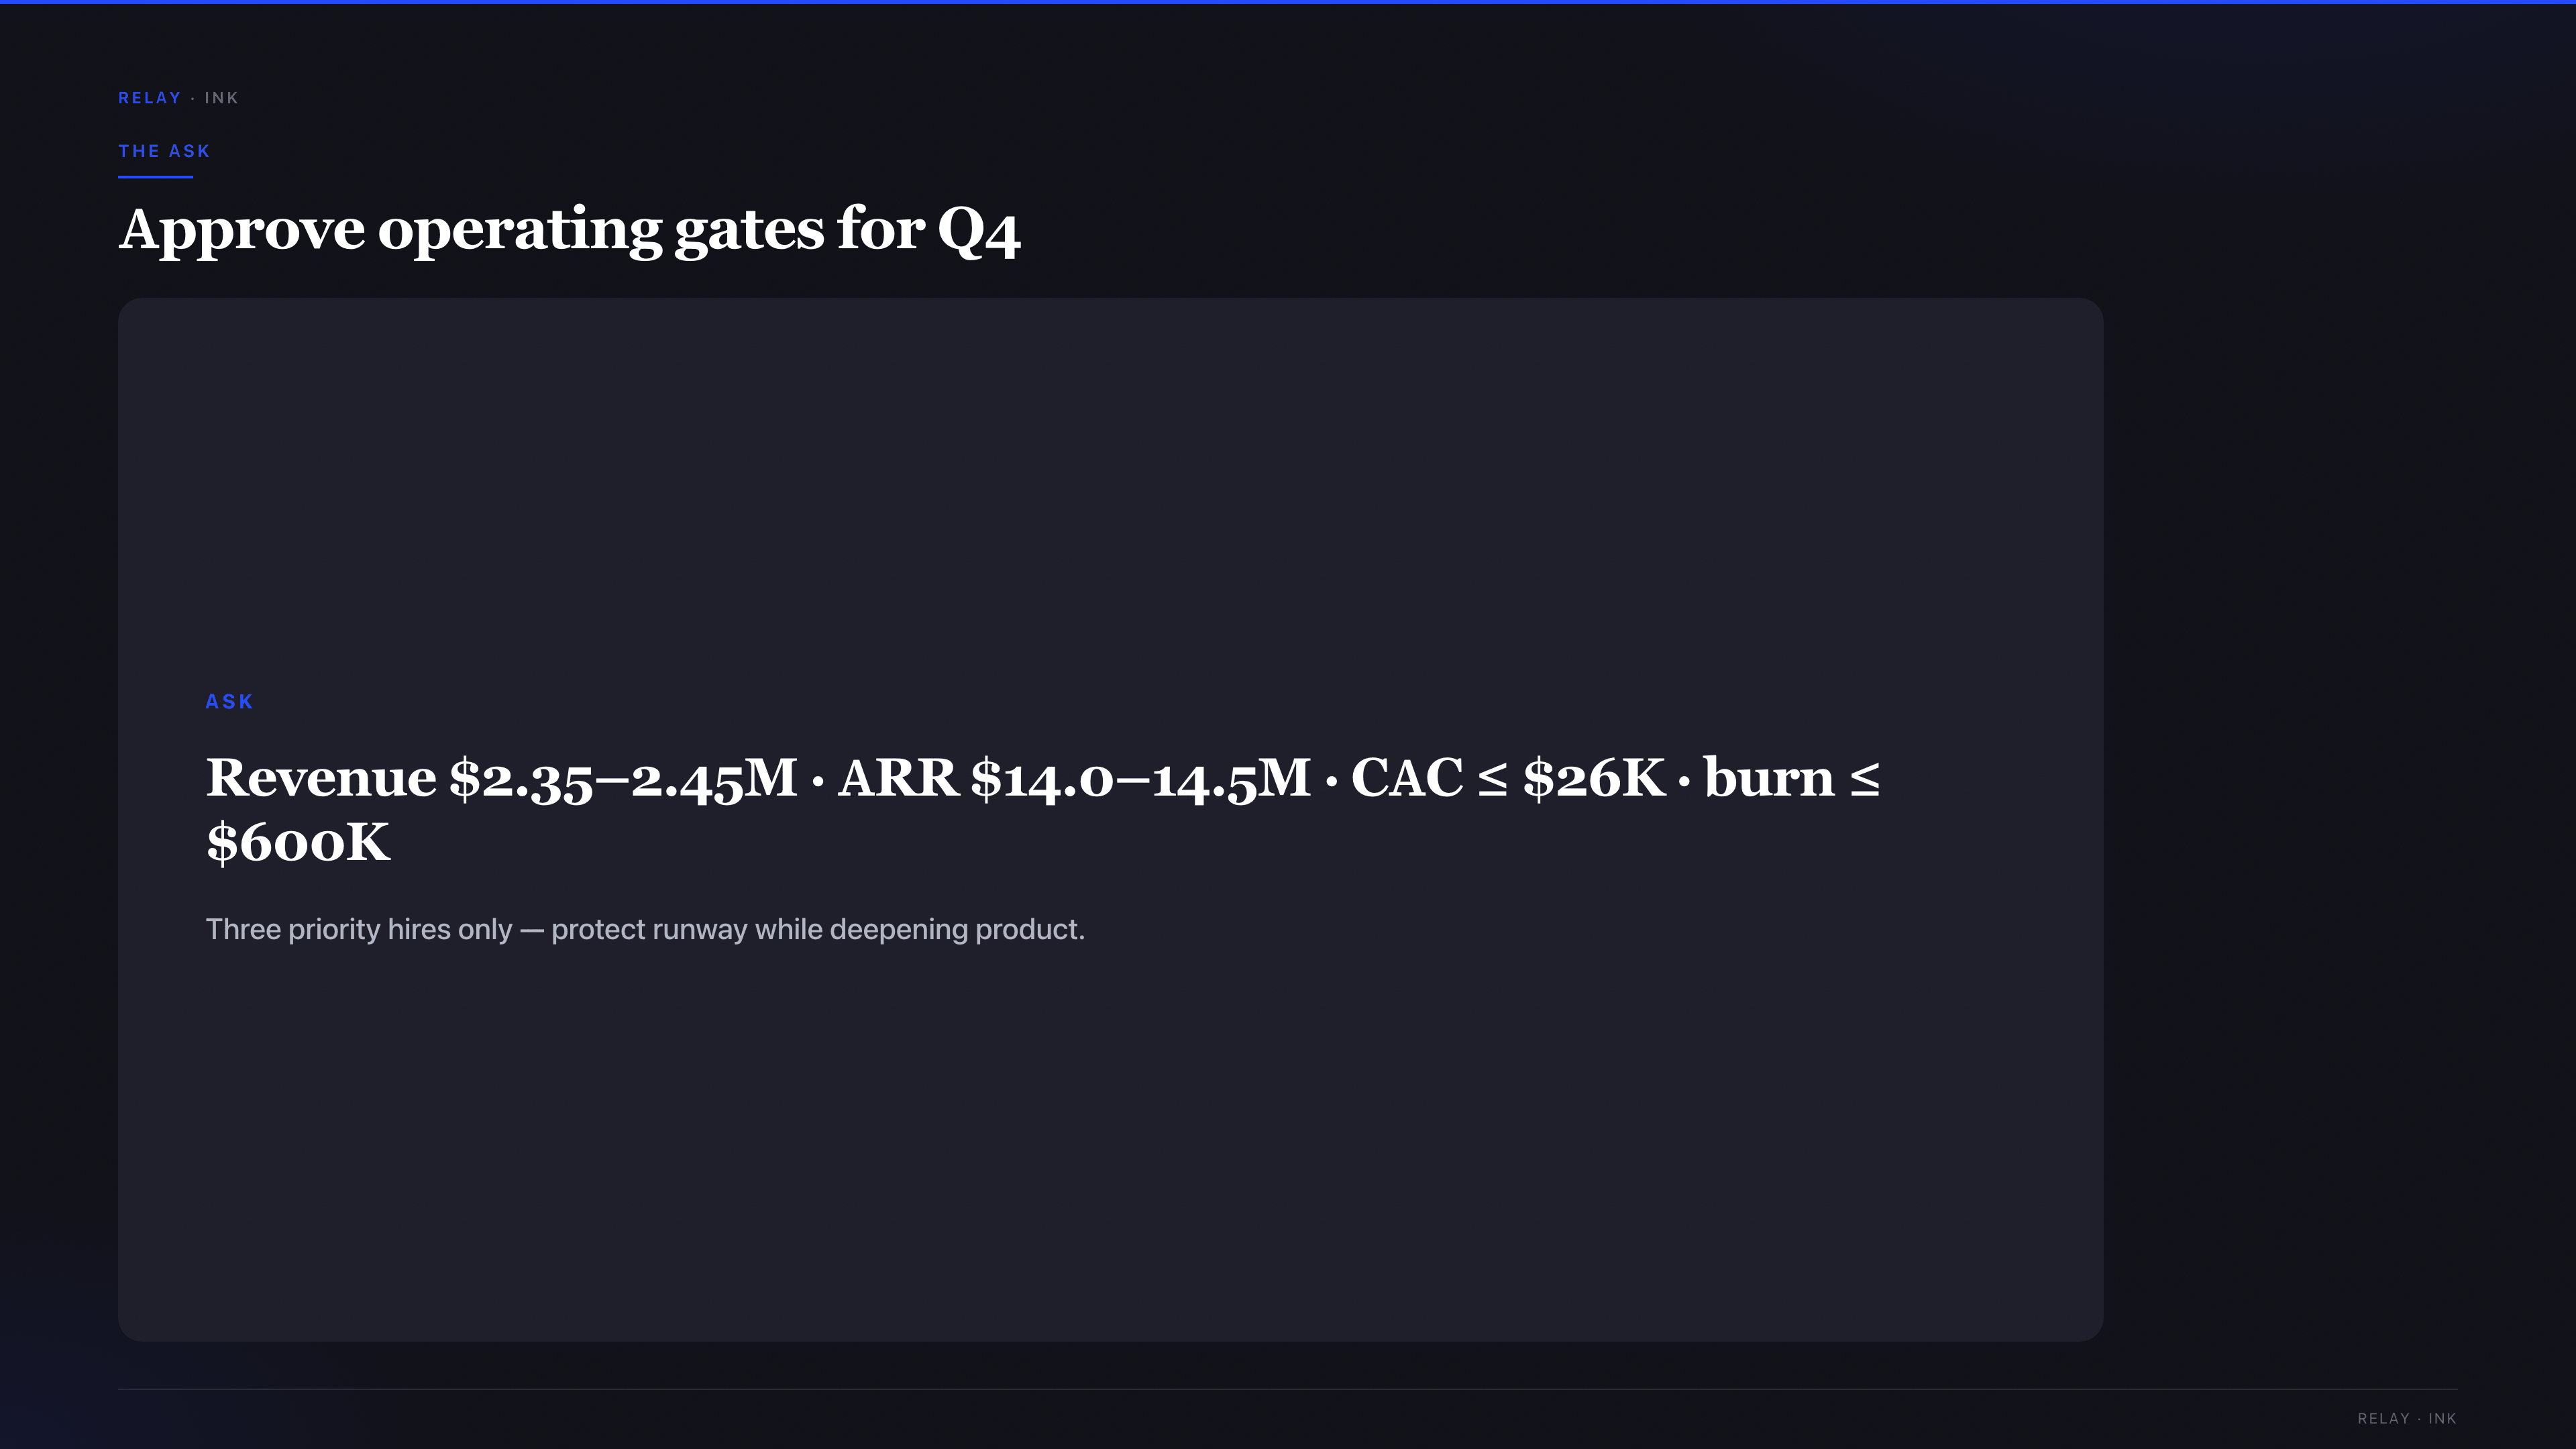 RELAY · INK
THE ASK
Approve operating gates for Q4
ASK
Revenue $2.35–2.45M · ARR $14.0–14.5M · CAC ≤ $26K · burn ≤
$600K
Three priority hires only — protect runway while deepening product.
RELAY · INK